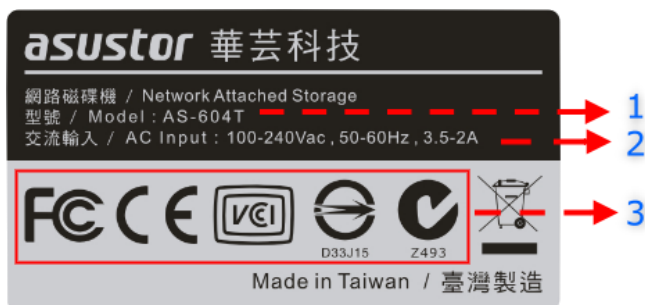 asustor 華芸科技
網路磁碟機 / Network Attached Storage
型號 / Model : AS-604T
1
交流輸入 / AC Input : 100-240Vac , 50-60Hz , 3.5-2A
2
FC CE VCI
3
D33J15 Z493
Made in Taiwan / 臺灣製造